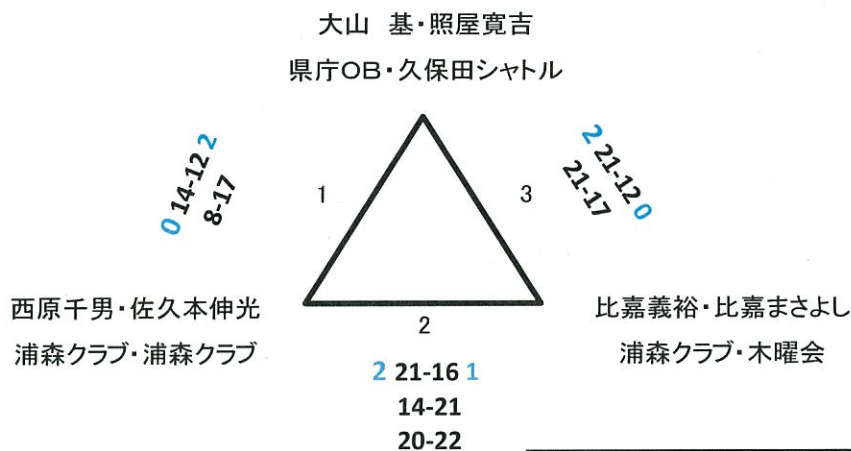 大山 基・照屋寛吉
県庁OB・久保田シャトル
0 14-12 2
8-17
1
2 21-12 0
21-17
3
西原千男・佐久本伸光
浦森クラブ・浦森クラブ
比嘉義裕・比嘉まさよし
浦森クラブ・木曜会
2
2 21-16 1
14-21
20-22